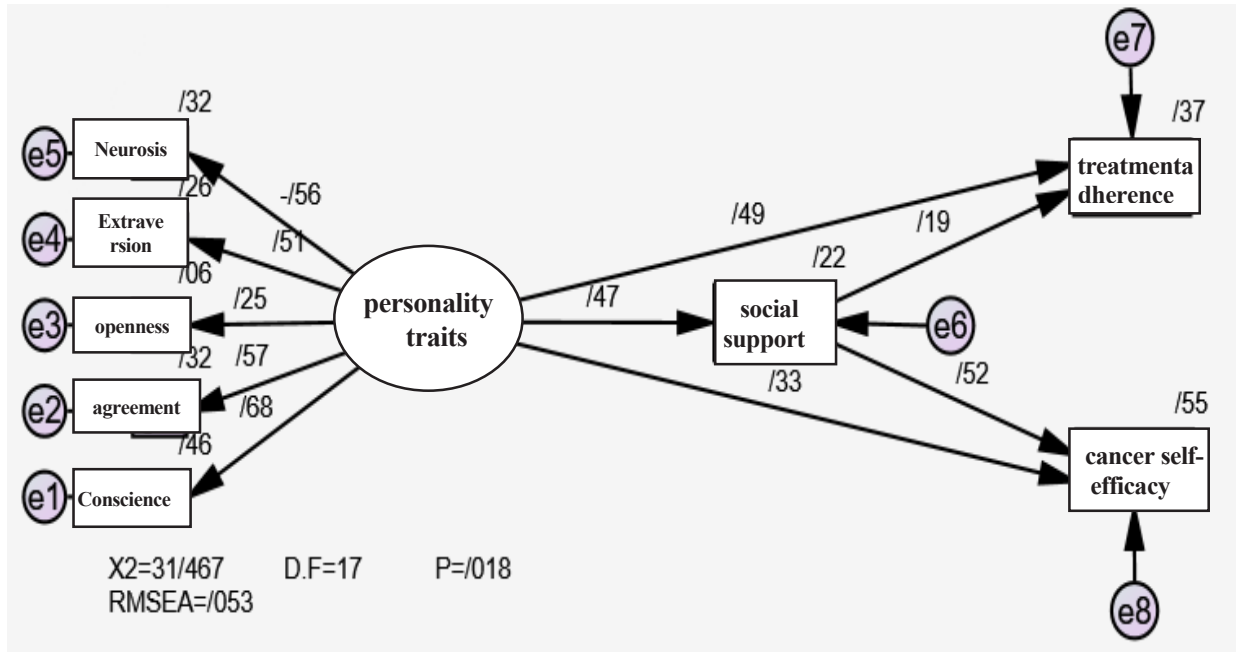 e7
/37
treatmenta
dherence
/32
e5
Neurosis
-/56
/26
e4
Extrave
rsion
/51
/06
/25
e3
openness
/32
/57
e2
agreement
/68
/46
e1
Conscience
personality
traits
/49
/19
/22
/47
social
support
e6
/33
/52
/55
cancer self-
efficacy
e8
X2=31/467 D.F=17 P=/018
RMSEA=/053